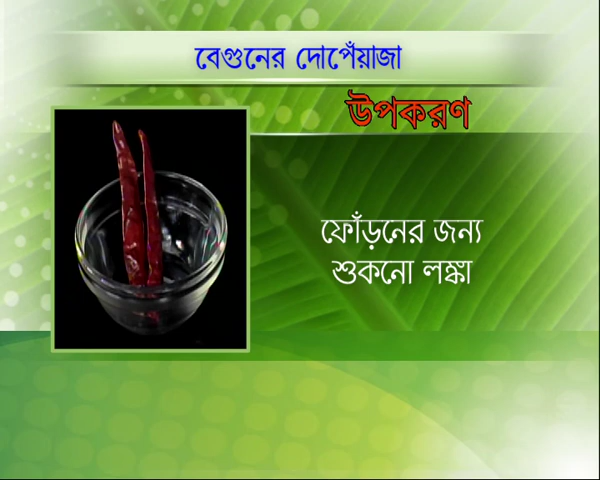 বেগুনের দোপেঁয়াজা
উপকরণ
ফোঁড়নের জন্য
শুকনো লঙ্কা